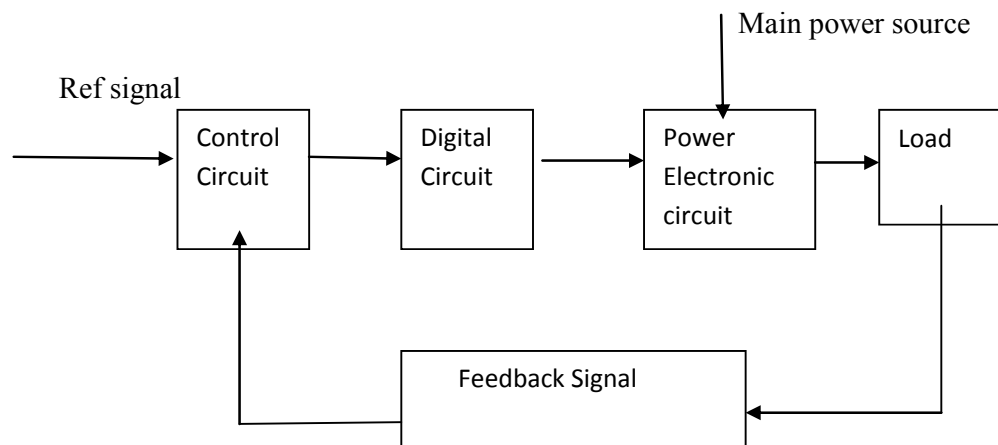 Main power source
Ref signal
Control
Circuit
Digital
Circuit
Power
Electronic
circuit
Load
Feedback Signal